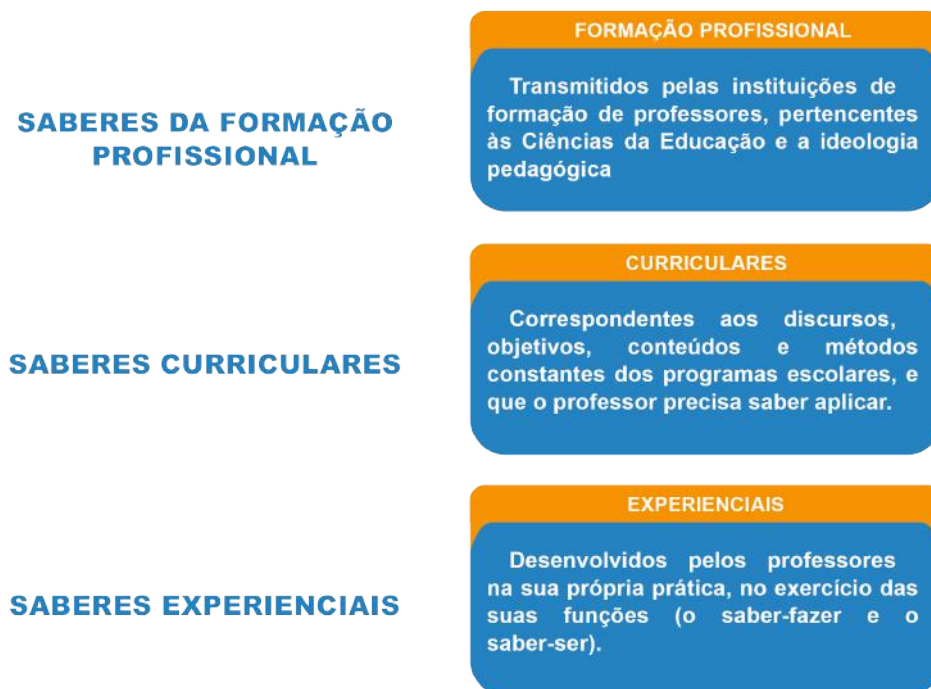 SABERES DA FORMAÇÃO
PROFISSIONAL
FORMAÇÃO PROFISSIONAL
Transmitidos pelas instituições de
formação de professores, pertencentes
às Ciências da Educação e a ideologia
pedagógica
SABERES CURRICULARES
CURRICULARES
Correspondentes aos discursos,
objetivos, conteúdos e métodos
constantes dos programas escolares, e
que o professor precisa saber aplicar.
SABERES EXPERIENCIAIS
EXPERIENCIAIS
Desenvolvidos pelos professores
na sua própria prática, no exercício das
suas funções (o saber-fazer e o
saber-ser).